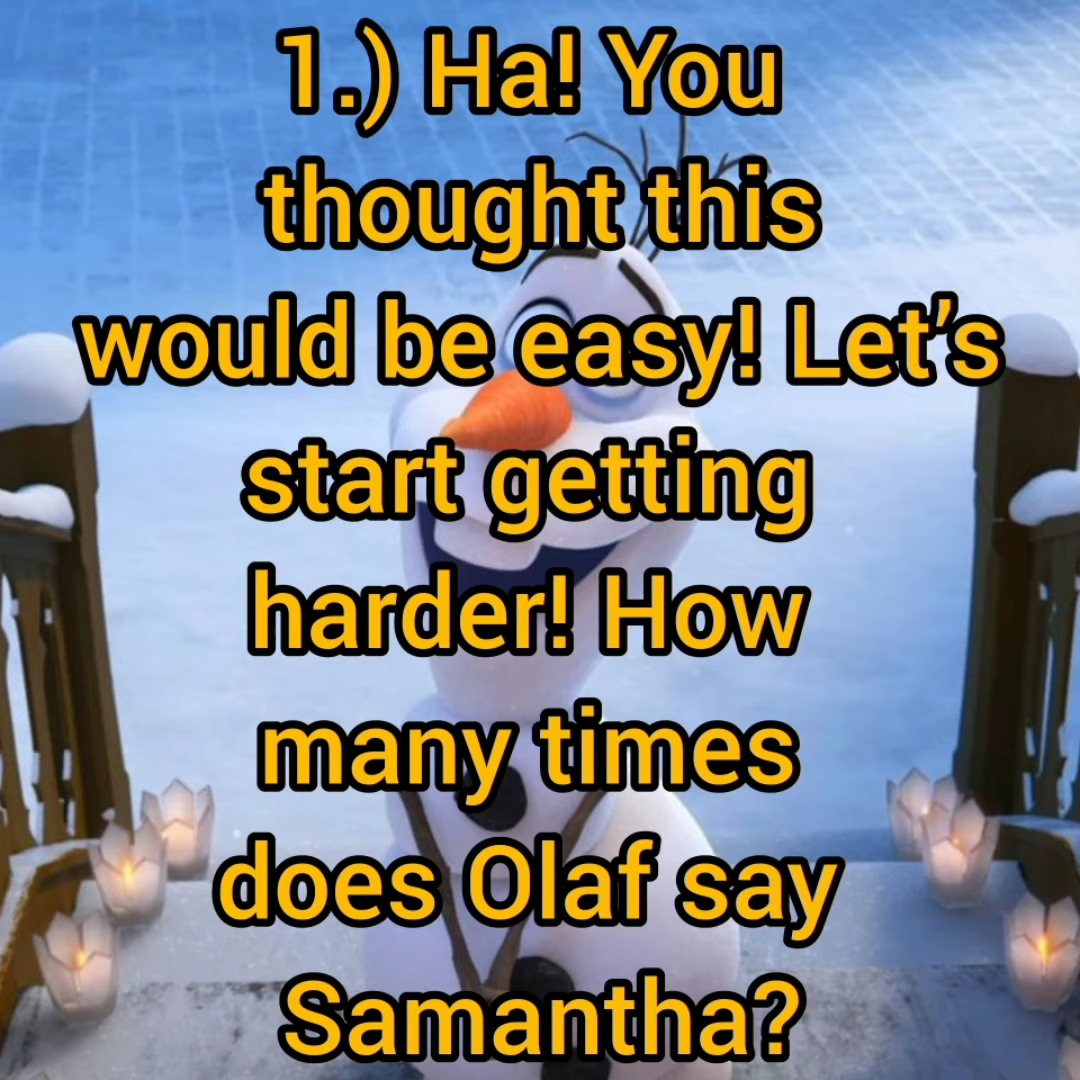 1.) Ha! You
thought this
would be easy! Let’s
start getting
harder! How
many times
does Olaf say
Samantha?